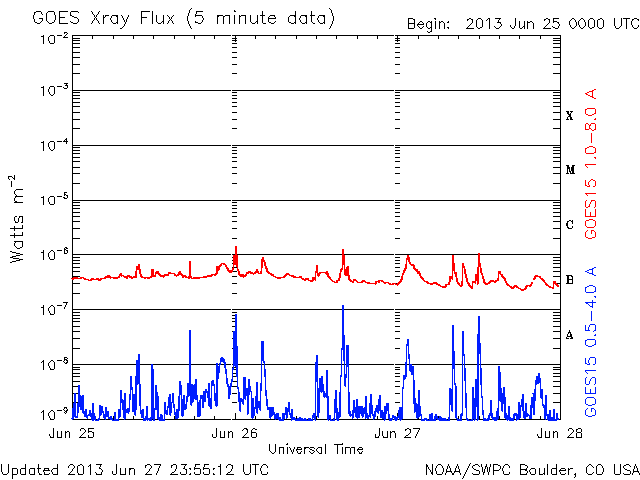 GOES Xray Flux (5 minute data)
Begin: 2013 Jun 25 0000 UTC
10⁻²
10⁻³
10⁻⁴
10⁻⁵
10⁻⁶
10⁻⁷
10⁻⁸
10⁻⁹
Watts m⁻²
X
M
C
B
A
GOES15 1.0-8.0 A
GOES15 0.5-4.0 A
Jun 25 Jun 26 Jun 27 Jun 28
Universal Time
Updated 2013 Jun 27 23:55:12 UTC
NOAA/SWPC Boulder, CO USA